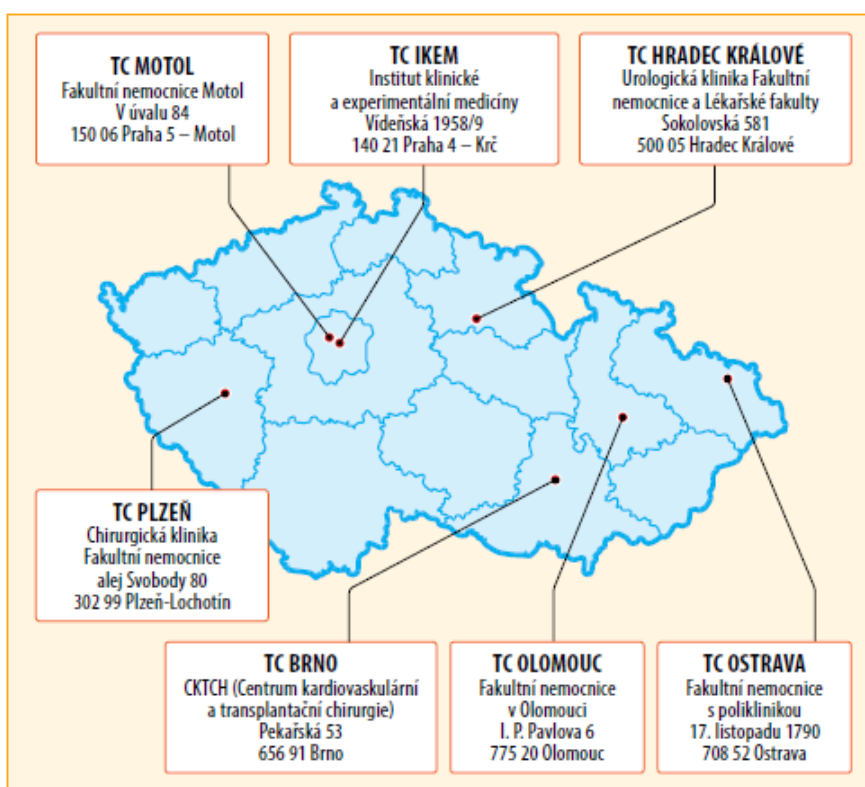 TC MOTOL
Fakultní nemocnice Motol
V úvalu 84
150 06 Praha 5 – Motol
TC IKEM
Institut klinické
a experimentální medicíny
Vídeňská 1958/9
140 21 Praha 4 – Krč
TC HRADEC KRÁLOVÉ
Urologická klinika Fakultní
nemocnice a Lékařské fakulty
Sokolovská 581
500 05 Hradec Králové
TC PLZEŇ
Chirurgická klinika
Fakultní nemocnice
alej Svobody 80
302 99 Plzeň-Lochotín
TC BRNO
CKTCH (Centrum kardiovaskulární
a transplantační chirurgie)
Pekařská 53
656 91 Brno
TC OLOMOUC
Fakultní nemocnice
v Olomouci
I. P. Pavlova 6
775 20 Olomouc
TC OSTRAVA
Fakultní nemocnice
s poliklinikou
17. listopadu 1790
708 52 Ostrava